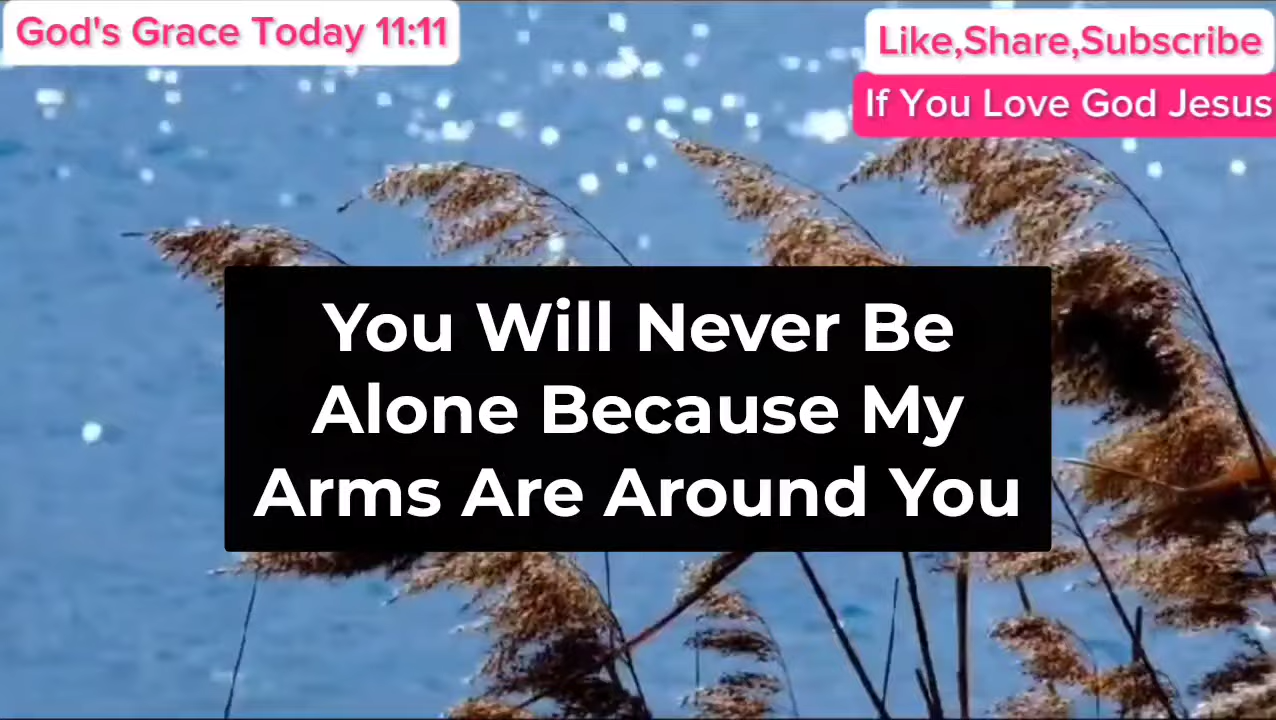 God's Grace Today 11:11
Like,Share,Subscribe
If You Love God Jesus
You Will Never Be
Alone Because My
Arms Are Around You